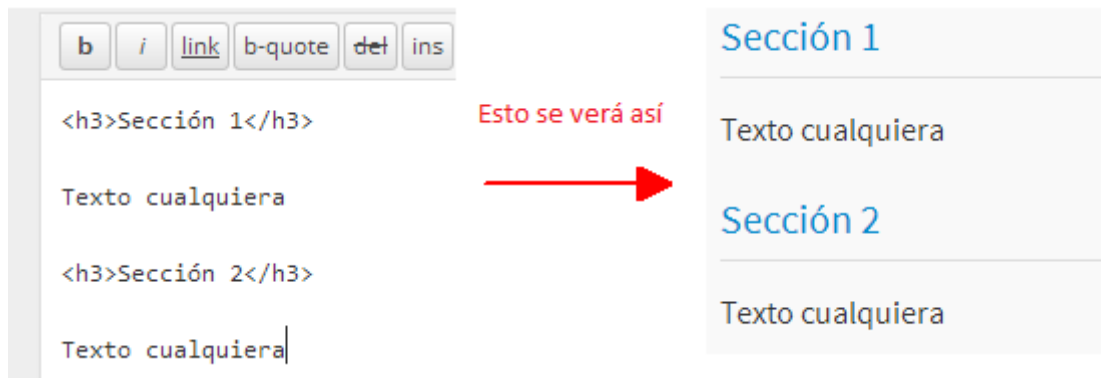 b i link b-quote del ins
<h3>Sección 1</h3>
Texto cualquiera
<h3>Sección 2</h3>
Texto cualquiera
Esto se verá así
Sección 1
Texto cualquiera
Sección 2
Texto cualquiera